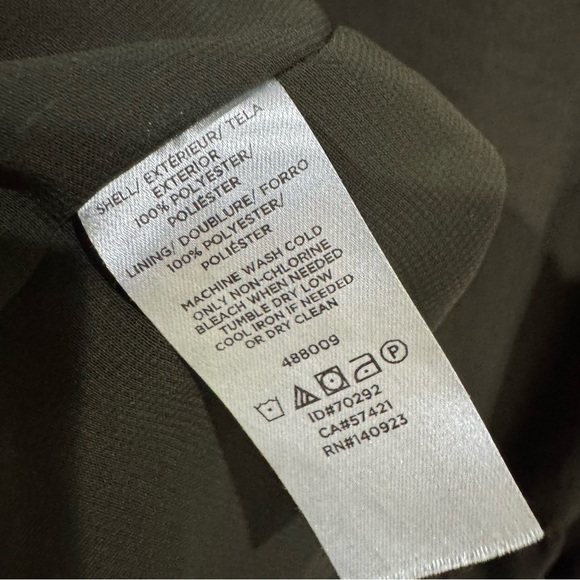 SHELL/ EXTÉRIEUR/ TELA
EXTERIOR
100% POLYESTER/
POLIÉSTER
LINING/ DOUBLURE/ FORRO
100% POLYESTER/
POLIÉSTER
MACHINE WASH COLD
ONLY NON-CHLORINE
BLEACH WHEN NEEDED
TUMBLE DRY LOW
COOL IRON IF NEEDED
OR DRY CLEAN
488009
P
ID#70292
CA#57421
RN#140923